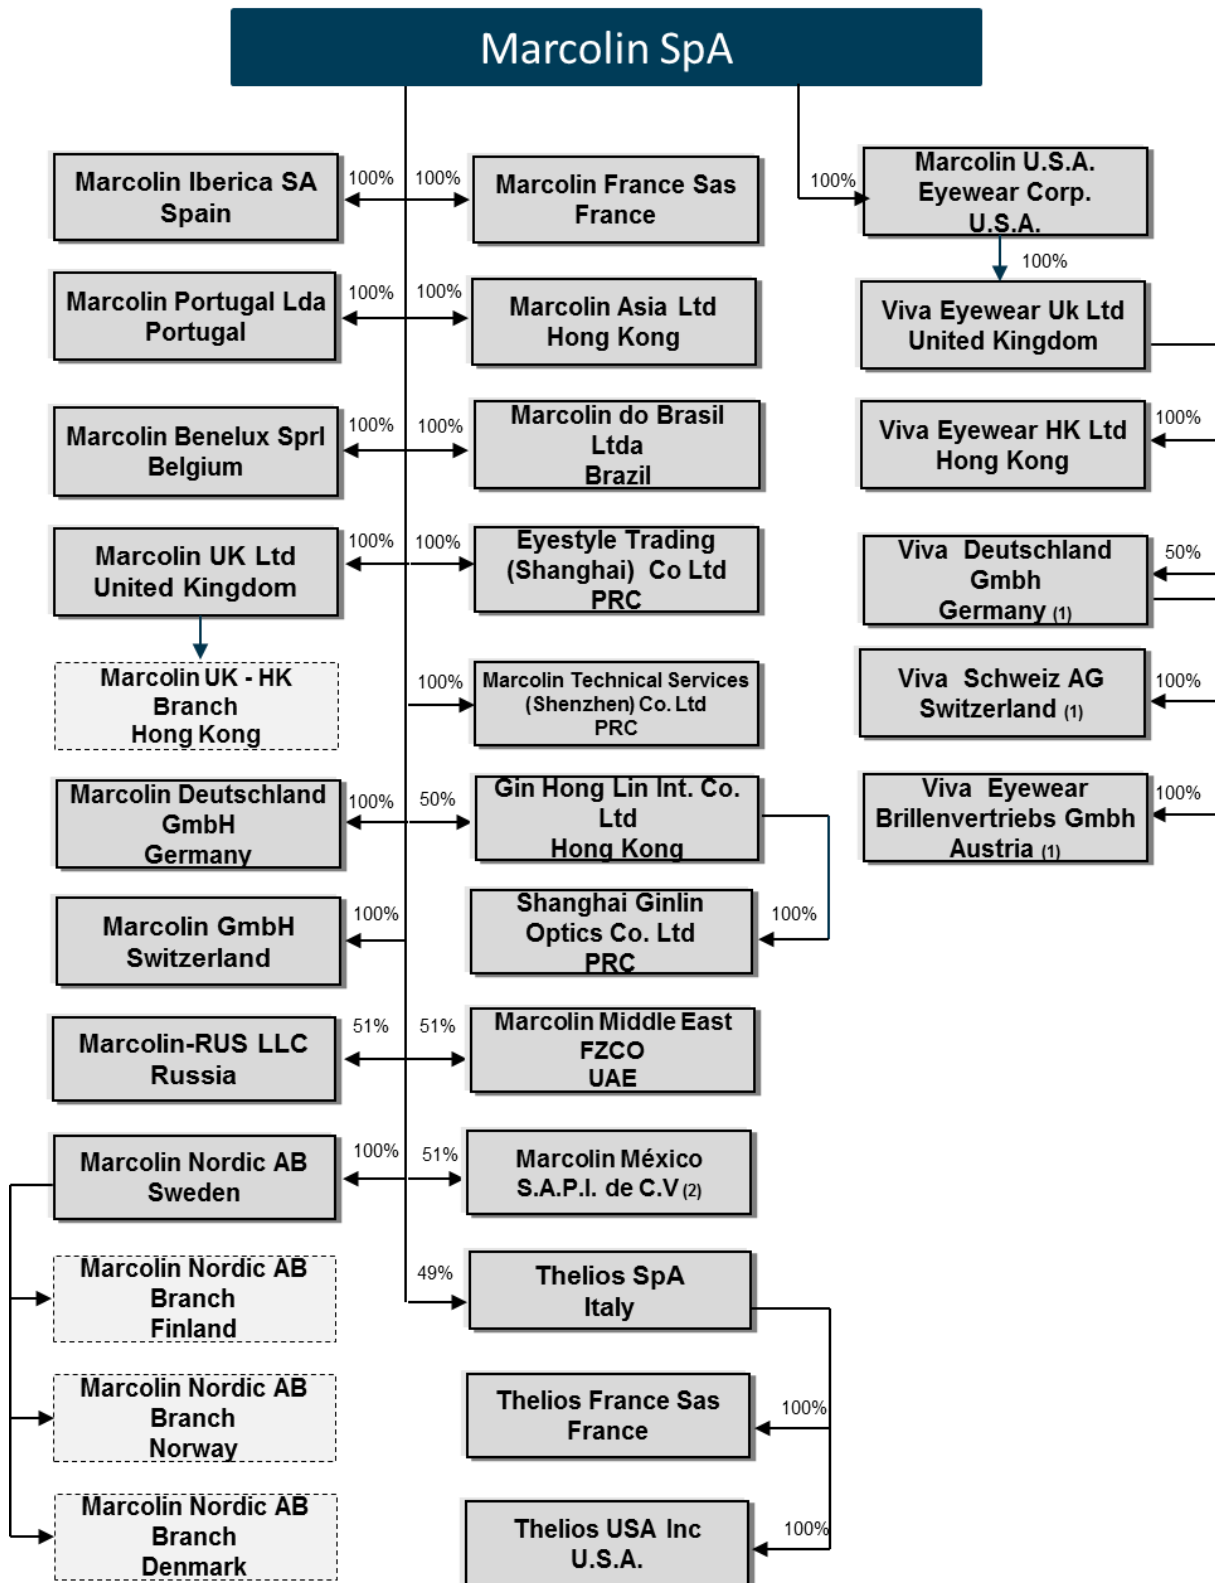 Marcolin SpA
Marcolin Iberica SA
Spain
100%
100%
Marcolin France Sas
France
100%
Marcolin U.S.A.
Eyewear Corp.
U.S.A.
100%
Marcolin Portugal Lda
Portugal
100%
100%
Marcolin Asia Ltd
Hong Kong
Viva Eyewear Uk Ltd
United Kingdom
Marcolin Benelux Sprl
Belgium
100%
100%
Marcolin do Brasil
Ltda
Brazil
Viva Eyewear HK Ltd
Hong Kong
100%
Marcolin UK Ltd
United Kingdom
100%
100%
Eyestyle Trading
(Shanghai) Co Ltd
PRC
Viva Deutschland
Gmbh
Germany (1)
50%
Marcolin UK - HK
Branch
Hong Kong
100%
Marcolin Technical Services
(Shenzhen) Co. Ltd
PRC
Viva Schweiz AG
Switzerland (1)
100%
Marcolin Deutschland
GmbH
Germany
100%
50%
Gin Hong Lin Int. Co.
Ltd
Hong Kong
Viva Eyewear
Brillenvertriebs Gmbh
Austria (1)
100%
Marcolin GmbH
Switzerland
100%
Shanghai Ginlin
Optics Co. Ltd
PRC
100%
Marcolin-RUS LLC
Russia
51%
51%
Marcolin Middle East
FZCO
UAE
Marcolin Nordic AB
Sweden
100%
51%
Marcolin México
S.A.P.I. de C.V (2)
Marcolin Nordic AB
Branch
Finland
49%
Thelios SpA
Italy
Marcolin Nordic AB
Branch
Norway
Thelios France Sas
France
100%
Marcolin Nordic AB
Branch
Denmark
Thelios USA Inc
U.S.A.
100%